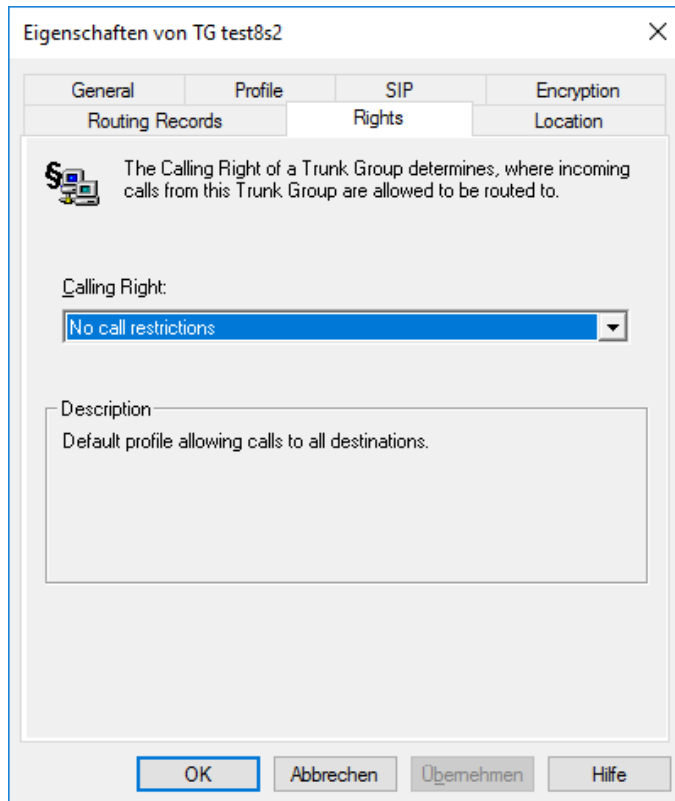 Eigenschaften von TG test8s2
General Profile SIP Encryption
Routing Records Rights Location
The Calling Right of a Trunk Group determines, where incoming
calls from this Trunk Group are allowed to be routed to.
Calling Right:
No call restrictions
Description
Default profile allowing calls to all destinations.
OK Abbrechen Übernehmen Hilfe